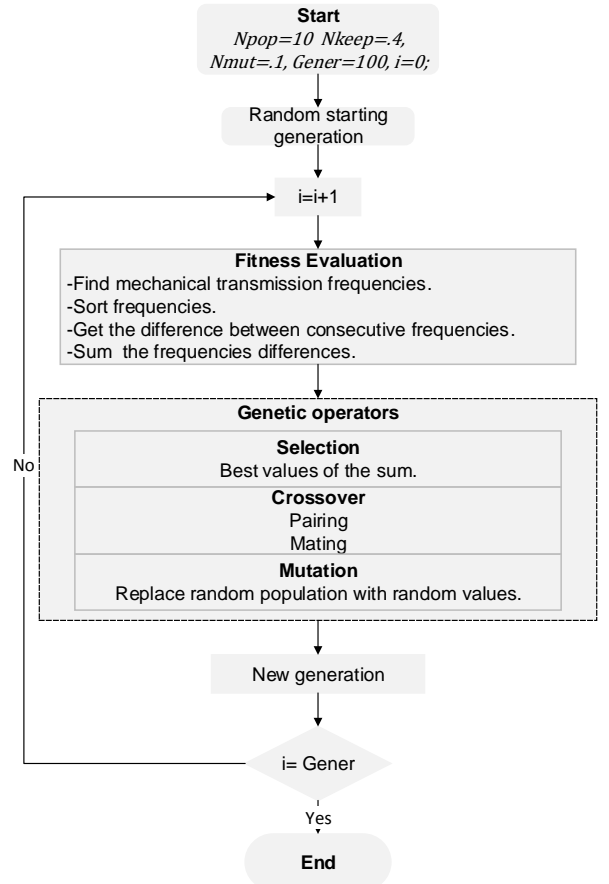 Start
Npop=10 Nkeep=.4,
Nmut=.1, Gener=100, i=0;
Random starting
generation
i=i+1
Fitness Evaluation
-Find mechanical transmission frequencies.
-Sort frequencies.
-Get the difference between consecutive frequencies.
-Sum the frequencies differences.
Genetic operators
Selection
Best values of the sum.
Crossover
Pairing
Mating
Mutation
Replace random population with random values.
New generation
i= Gener
No
Yes
End